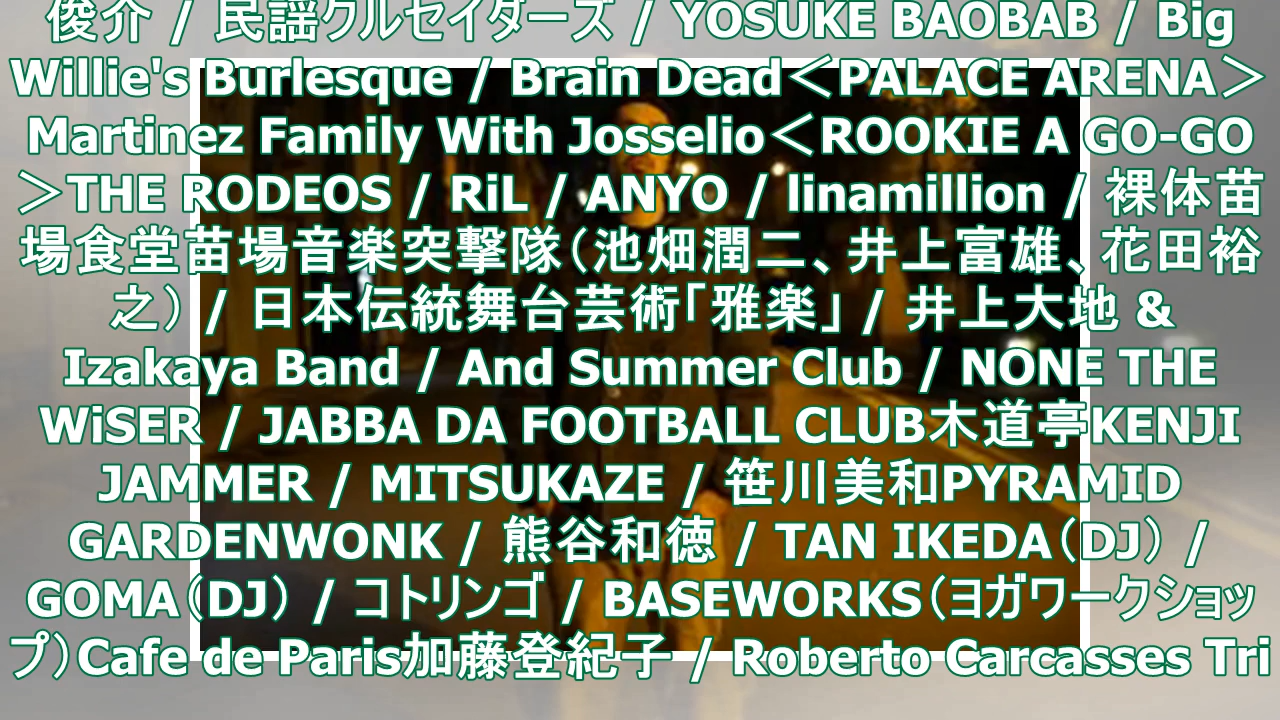 俊介 / 民謡クルセイダーズ / YOSUKE BAOBAB / Big
Willie's Burlesque / Brain Dead＜PALACE ARENA＞
Martinez Family With Josselio＜ROOKIE A GO-GO
＞THE RODEOS / RiL / ANYO / linamillion / 裸体苗
場食堂苗場音楽突撃隊（池畑潤二、井上富雄、花田裕
之） / 日本伝統舞台芸術「雅楽」 / 井上大地 &
Izakaya Band / And Summer Club / NONE THE
WiSER / JABBA DA FOOTBALL CLUB木道亭KENJI
JAMMER / MITSUKAZE / 笹川美和PYRAMID
GARDENWONK / 熊谷和徳 / TAN IKEDA（DJ） /
GOMA（DJ） / コトリンゴ / BASEWORKS（ヨガワークショッ
プ）Cafe de Paris加藤登紀子 / Roberto Carcasses Tri